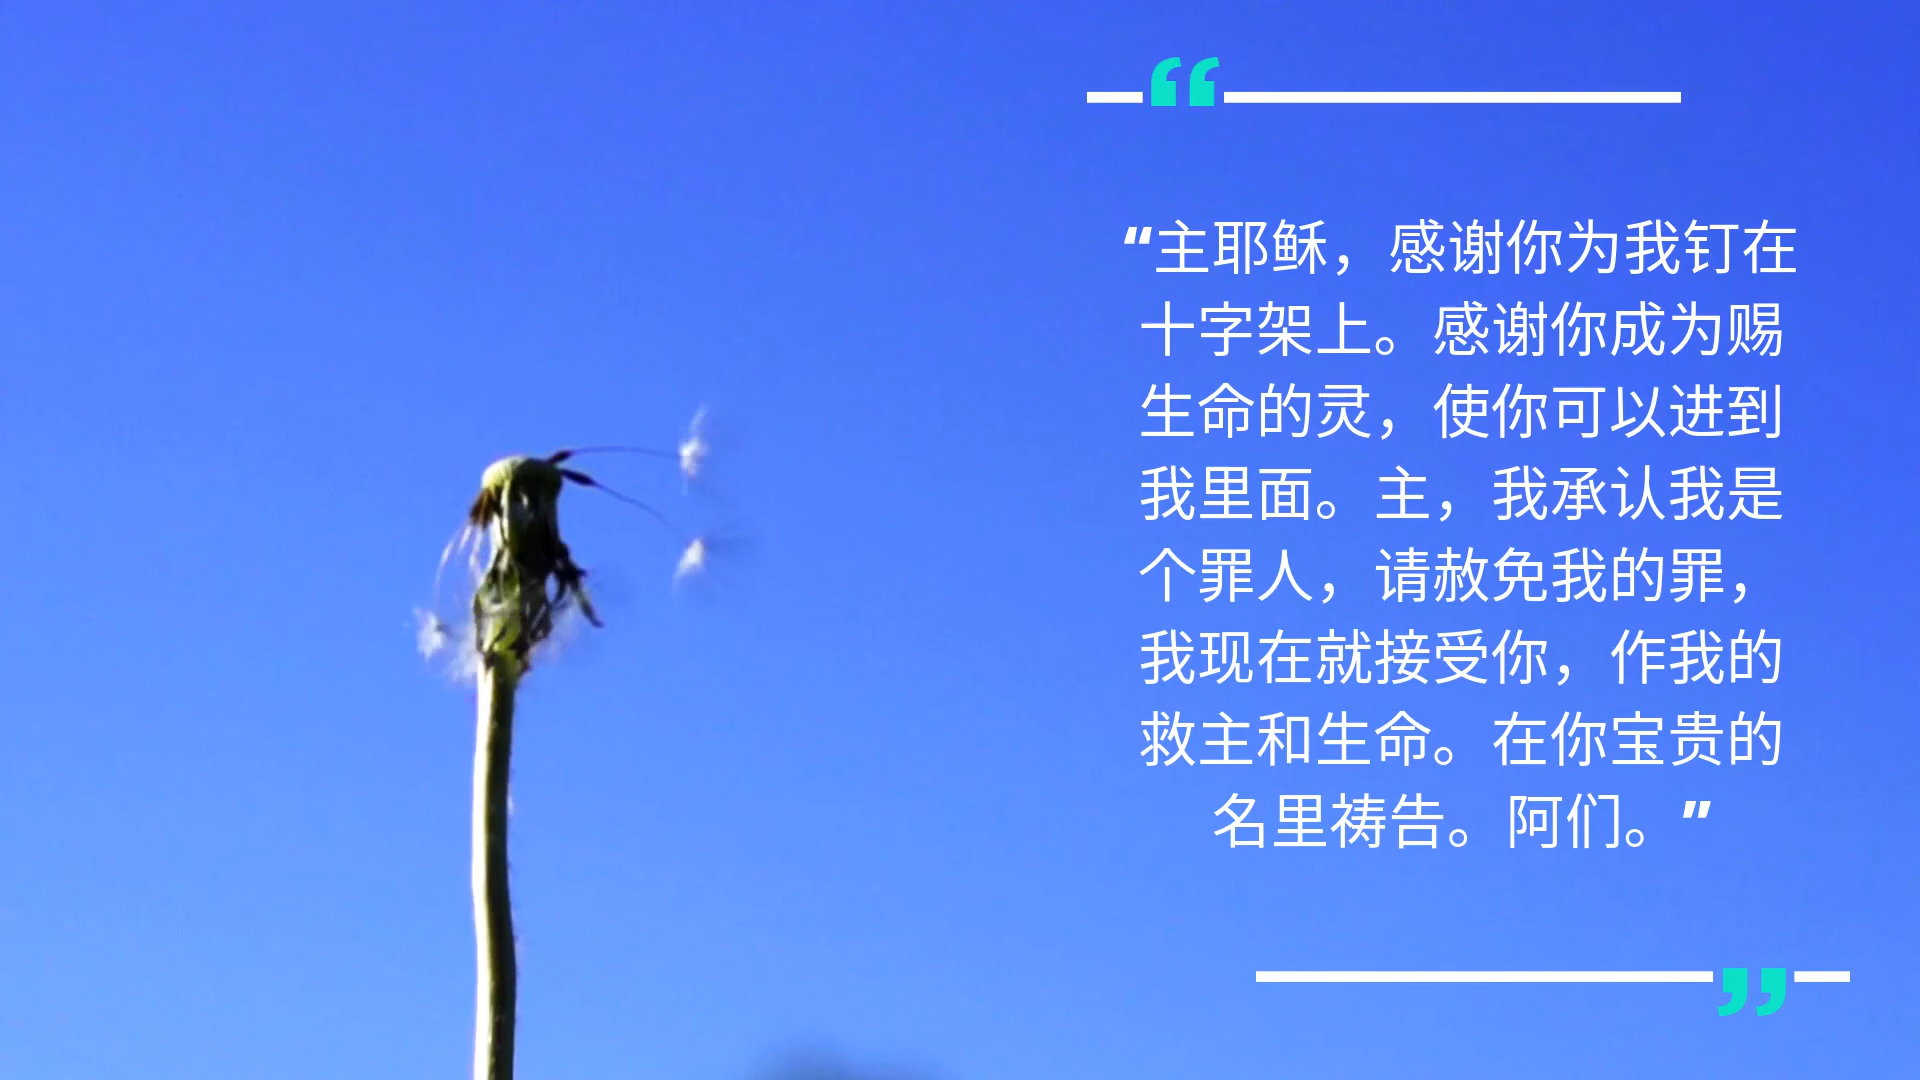 “主耶稣，感谢你为我钉在
十字架上。感谢你成为赐
生命的灵，使你可以进到
我里面。主，我承认我是
个罪人，请赦免我的罪，
我现在就接受你，作我的
救主和生命。在你宝贵的
名里祷告。阿们。”